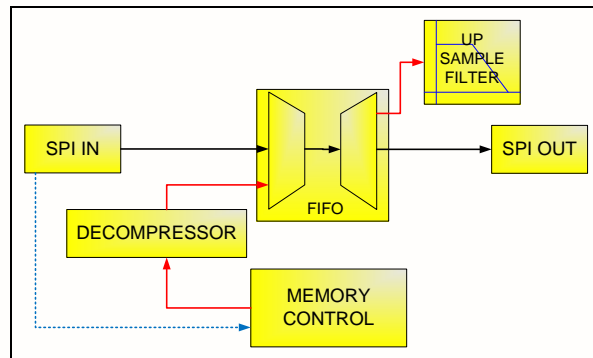 UP
SAMPLE
FILTER
SPI IN
SPI OUT
FIFO
DECOMPRESSOR
MEMORY
CONTROL